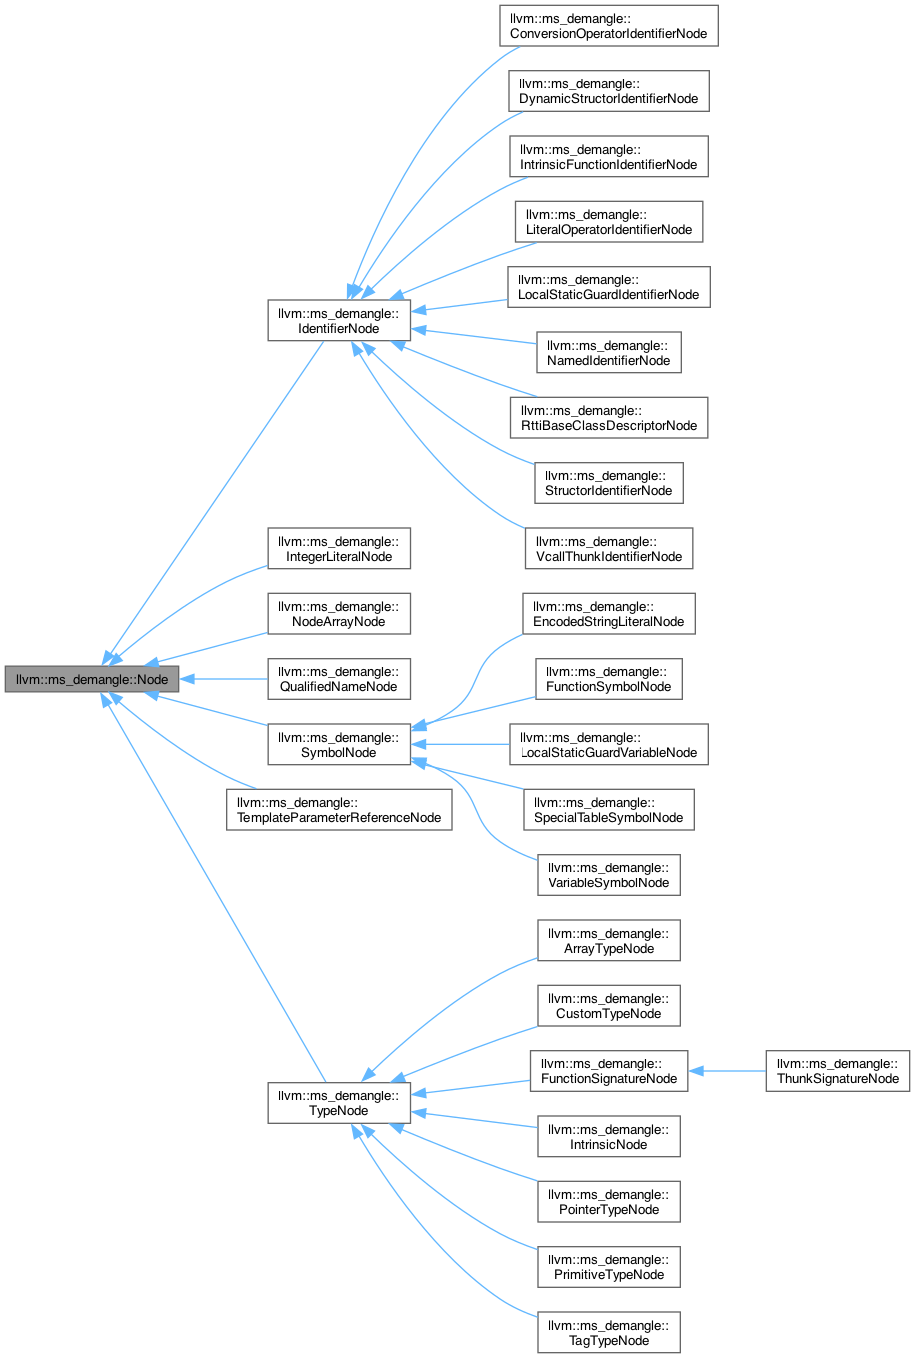 llvm::ms_demangle::
ConversionOperatorIdentifierNode
llvm::ms_demangle::
DynamicStructorIdentifierNode
llvm::ms_demangle::
IntrinsicFunctionIdentifierNode
llvm::ms_demangle::
LiteralOperatorIdentifierNode
llvm::ms_demangle::
LocalStaticGuardIdentifierNode
llvm::ms_demangle::
IdentifierNode
llvm::ms_demangle::
NamedIdentifierNode
llvm::ms_demangle::
RttiBaseClassDescriptorNode
llvm::ms_demangle::
StructorIdentifierNode
llvm::ms_demangle::
VcallThunkIdentifierNode
llvm::ms_demangle::
IntegerLiteralNode
llvm::ms_demangle::
NodeArrayNode
llvm::ms_demangle::
EncodedStringLiteralNode
llvm::ms_demangle::Node
llvm::ms_demangle::
QualifiedNameNode
llvm::ms_demangle::
FunctionSymbolNode
llvm::ms_demangle::
SymbolNode
llvm::ms_demangle::
LocalStaticGuardVariableNode
llvm::ms_demangle::
TemplateParameterReferenceNode
llvm::ms_demangle::
SpecialTableSymbolNode
llvm::ms_demangle::
VariableSymbolNode
llvm::ms_demangle::
ArrayTypeNode
llvm::ms_demangle::
CustomTypeNode
llvm::ms_demangle::
FunctionSignatureNode
llvm::ms_demangle::
ThunkSignatureNode
llvm::ms_demangle::
TypeNode
llvm::ms_demangle::
IntrinsicNode
llvm::ms_demangle::
PointerTypeNode
llvm::ms_demangle::
PrimitiveTypeNode
llvm::ms_demangle::
TagTypeNode